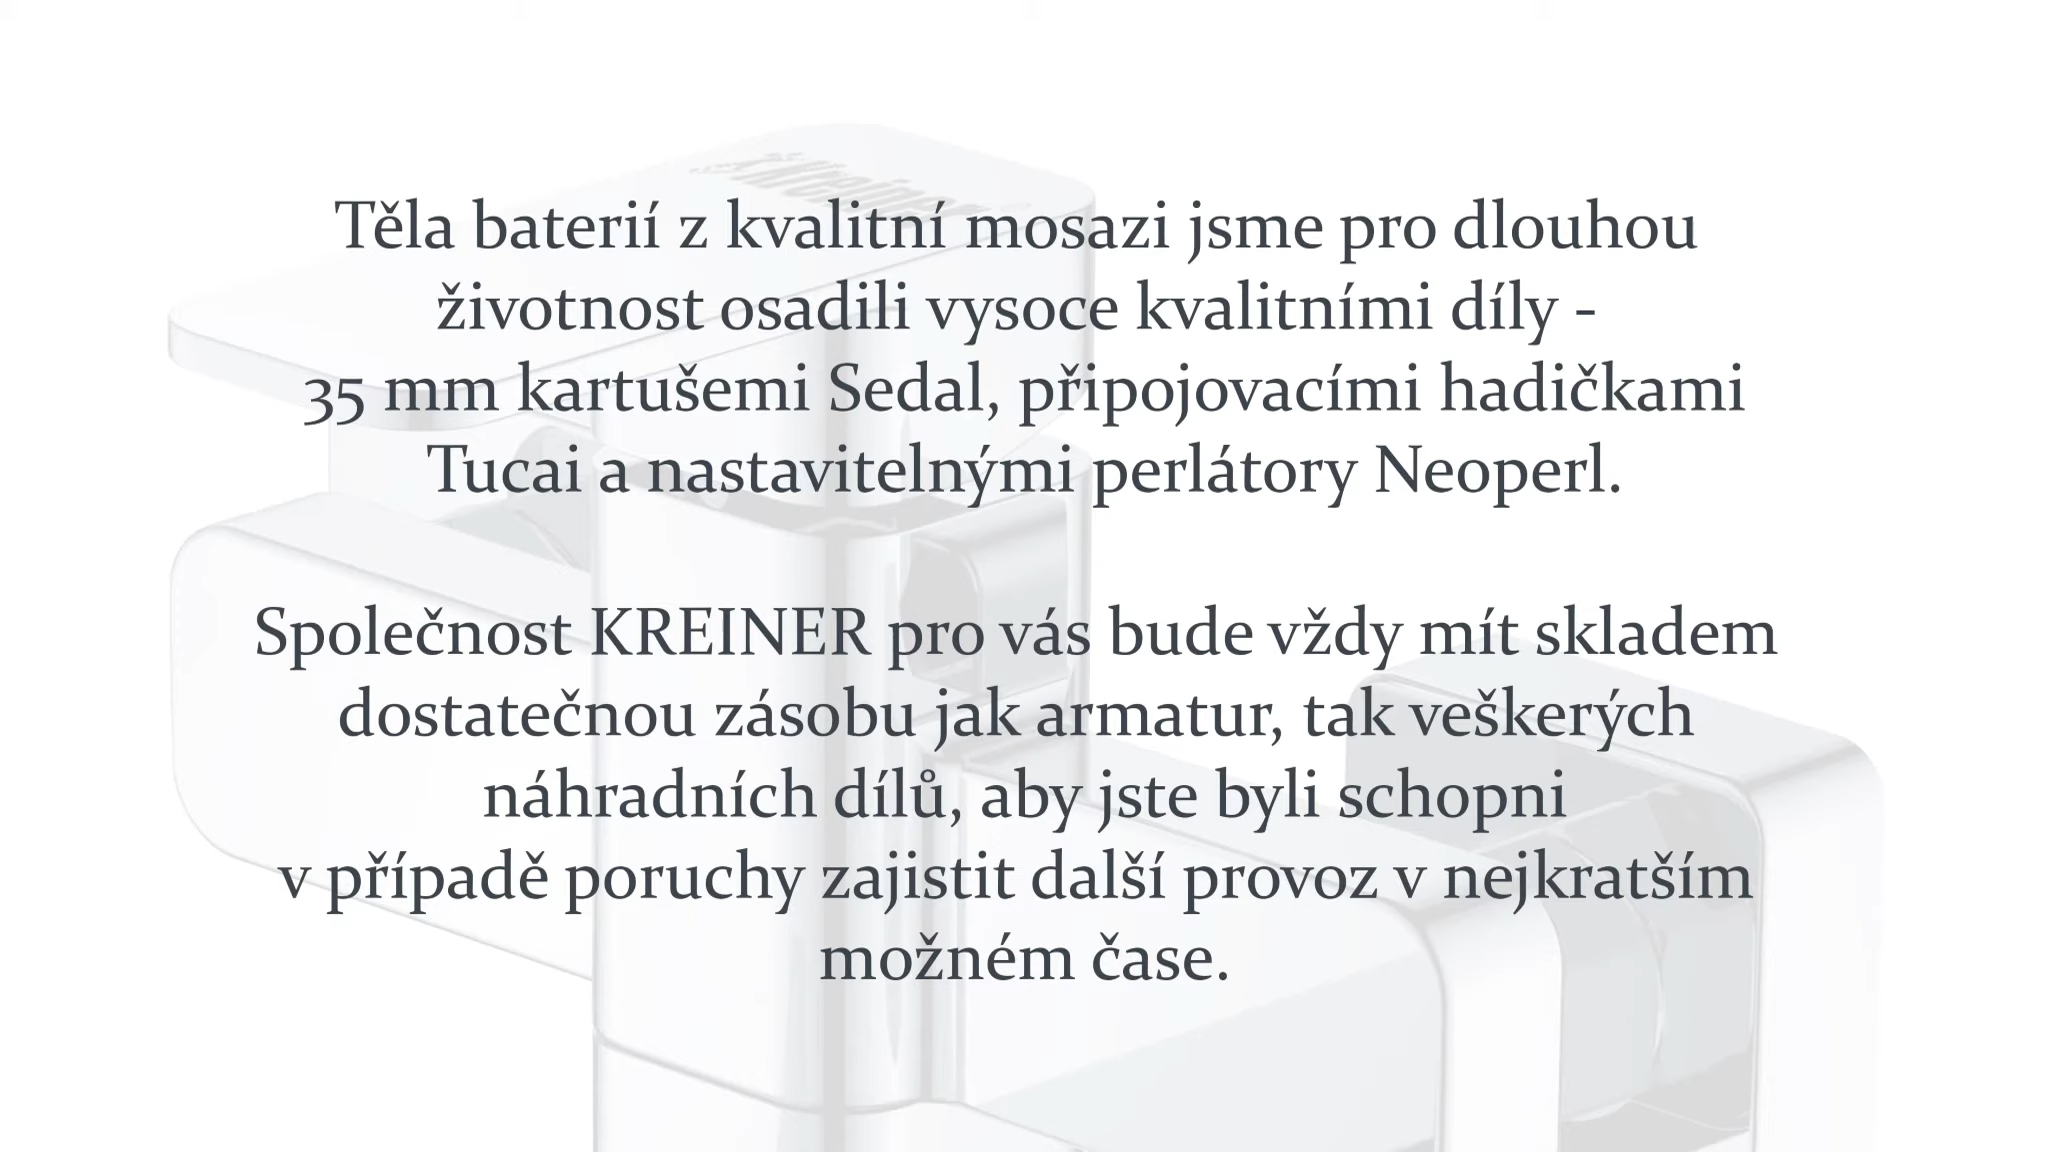 Kreiner
Těla baterií z kvalitní mosazi jsme pro dlouhou
životnost osadili vysoce kvalitními díly -
35 mm kartušemi Sedal, připojovacími hadičkami
Tucai a nastavitelnými perlátory Neoperl.
Společnost KREINER pro vás bude vždy mít skladem
dostatečnou zásobu jak armatur, tak veškerých
náhradních dílů, aby jste byli schopni
v případě poruchy zajistit další provoz v nejkratším
možném čase.